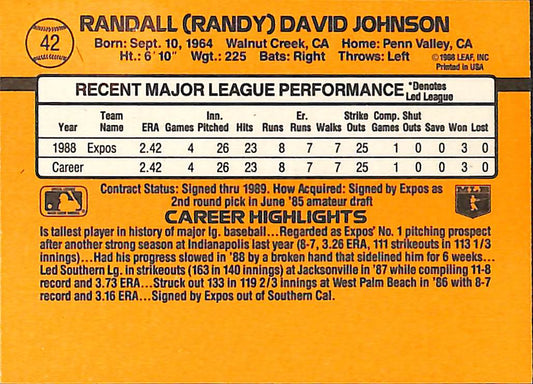 42
RANDALL (RANDY) DAVID JOHNSON
Born: Sept. 10, 1964 Walnut Creek, CA Home: Penn Valley, CA
Ht.: 6' 10" Wgt.: 225 Bats: Right Throws: Left
©1988 LEAF, INC
Printed in USA
RECENT MAJOR LEAGUE PERFORMANCE *Denotes Led League
Year Team Name ERA Games Inn. Pitched Hits Runs Er. Runs Walks Strike Outs Comp. Games Shut Outs Save Won Lost
1988 Expos 2.42 4 26 23 8 7 7 25 1 0 0 3 0
Career 2.42 4 26 23 8 7 7 25 1 0 0 3 0
Contract Status: Signed thru 1989. How Acquired: Signed by Expos as
2nd round pick in June '85 amateur draft
MLB
CAREER HIGHLIGHTS
Is tallest player in history of major lg. baseball...Regarded as Expos' No. 1 pitching prospect
after another strong season at Indianapolis last year (8-7, 3.26 ERA, 111 strikeouts in 113 1/3
innings)...Had his progress slowed in '88 by a broken hand that sidelined him for 6 weeks...
Led Southern Lg. in strikeouts (163 in 140 innings) at Jacksonville in '87 while compiling 11-8
record and 3.73 ERA...Struck out 133 in 119 2/3 innings at West Palm Beach in '86 with 8-7
record and 3.16 ERA...Signed by Expos out of Southern Cal.